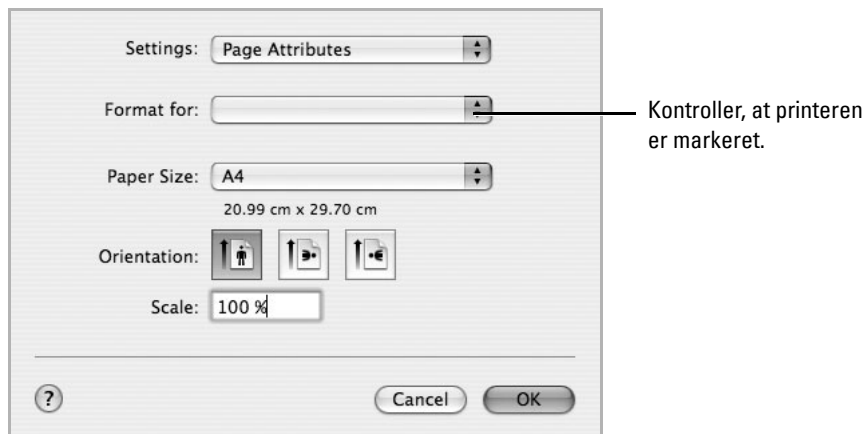 Settings: Page Attributes
Format for:
Kontroller, at printeren
er markeret.
Paper Size: A4
20.99 cm x 29.70 cm
Orientation:
Scale: 100 %
? Cancel OK